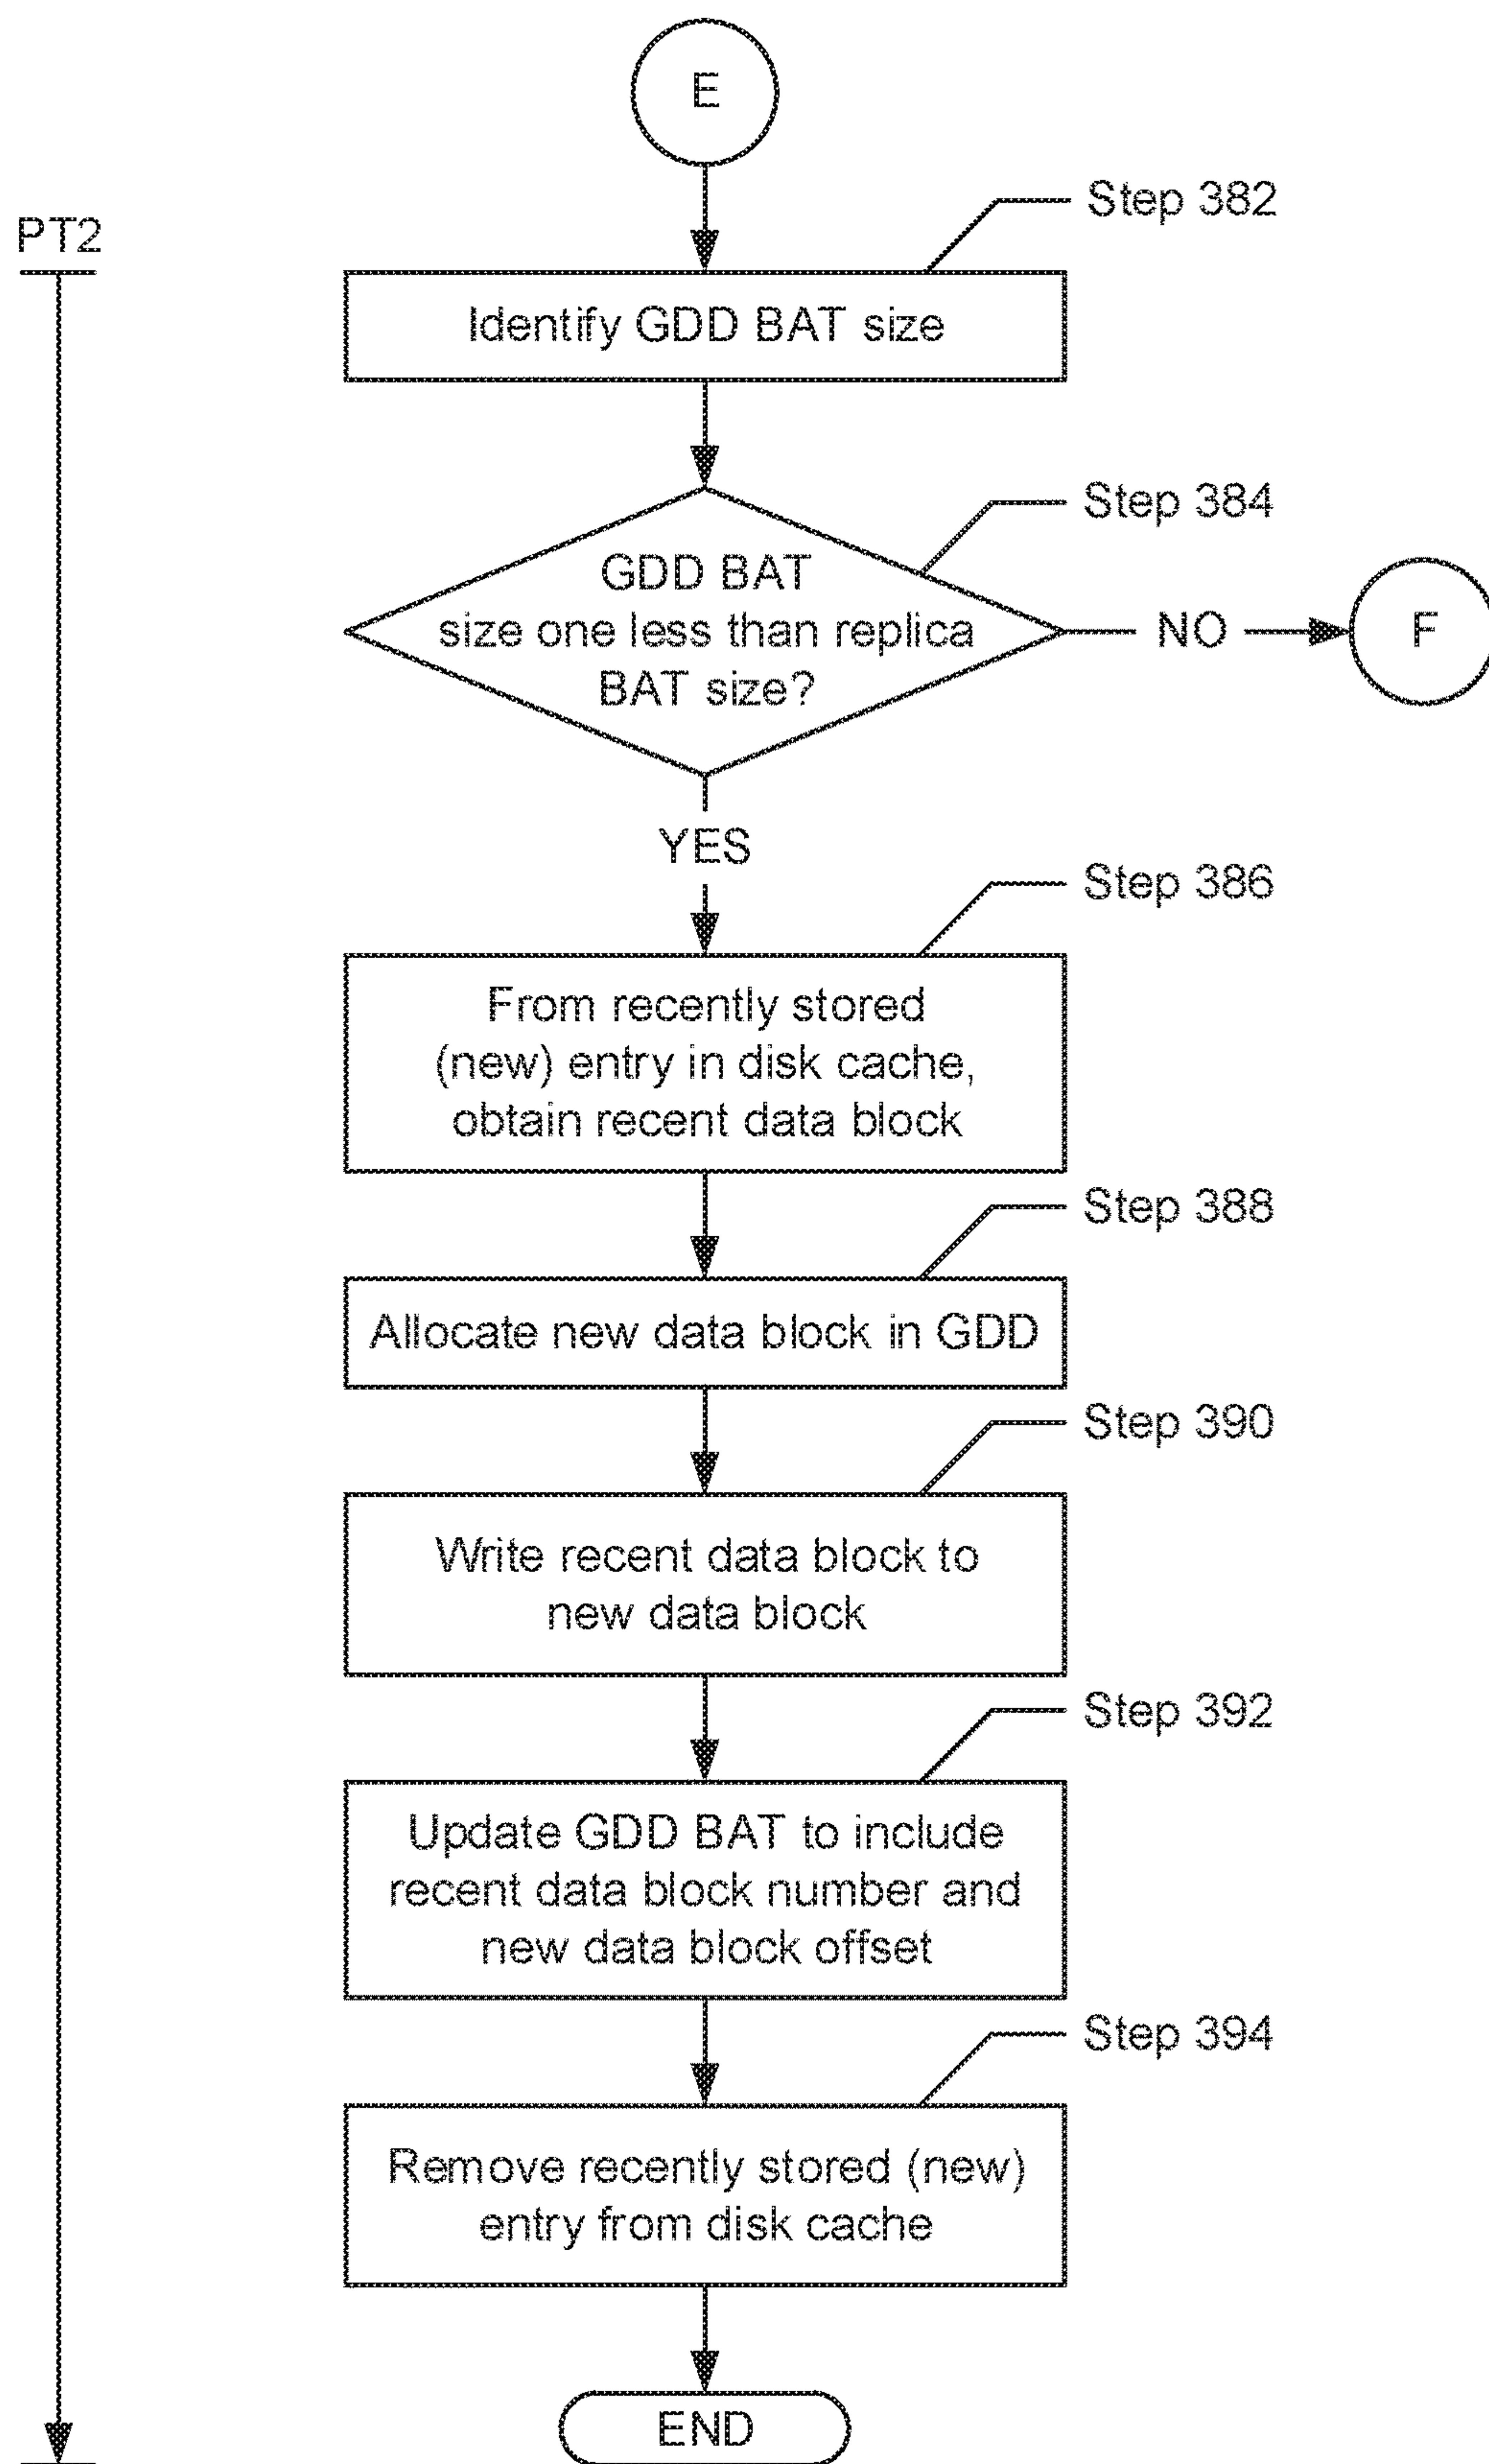 E
Step 382
PT2
Identify GDD BAT size
Step 384
GDD BAT
size one less than replica
BAT size?
NO
F
YES
Step 386
From recently stored
(new) entry in disk cache,
obtain recent data block
Step 388
Allocate new data block in GDD
Step 390
Write recent data block to
new data block
Step 392
Update GDD BAT to include
recent data block number and
new data block offset
Step 394
Remove recently stored (new)
entry from disk cache
END